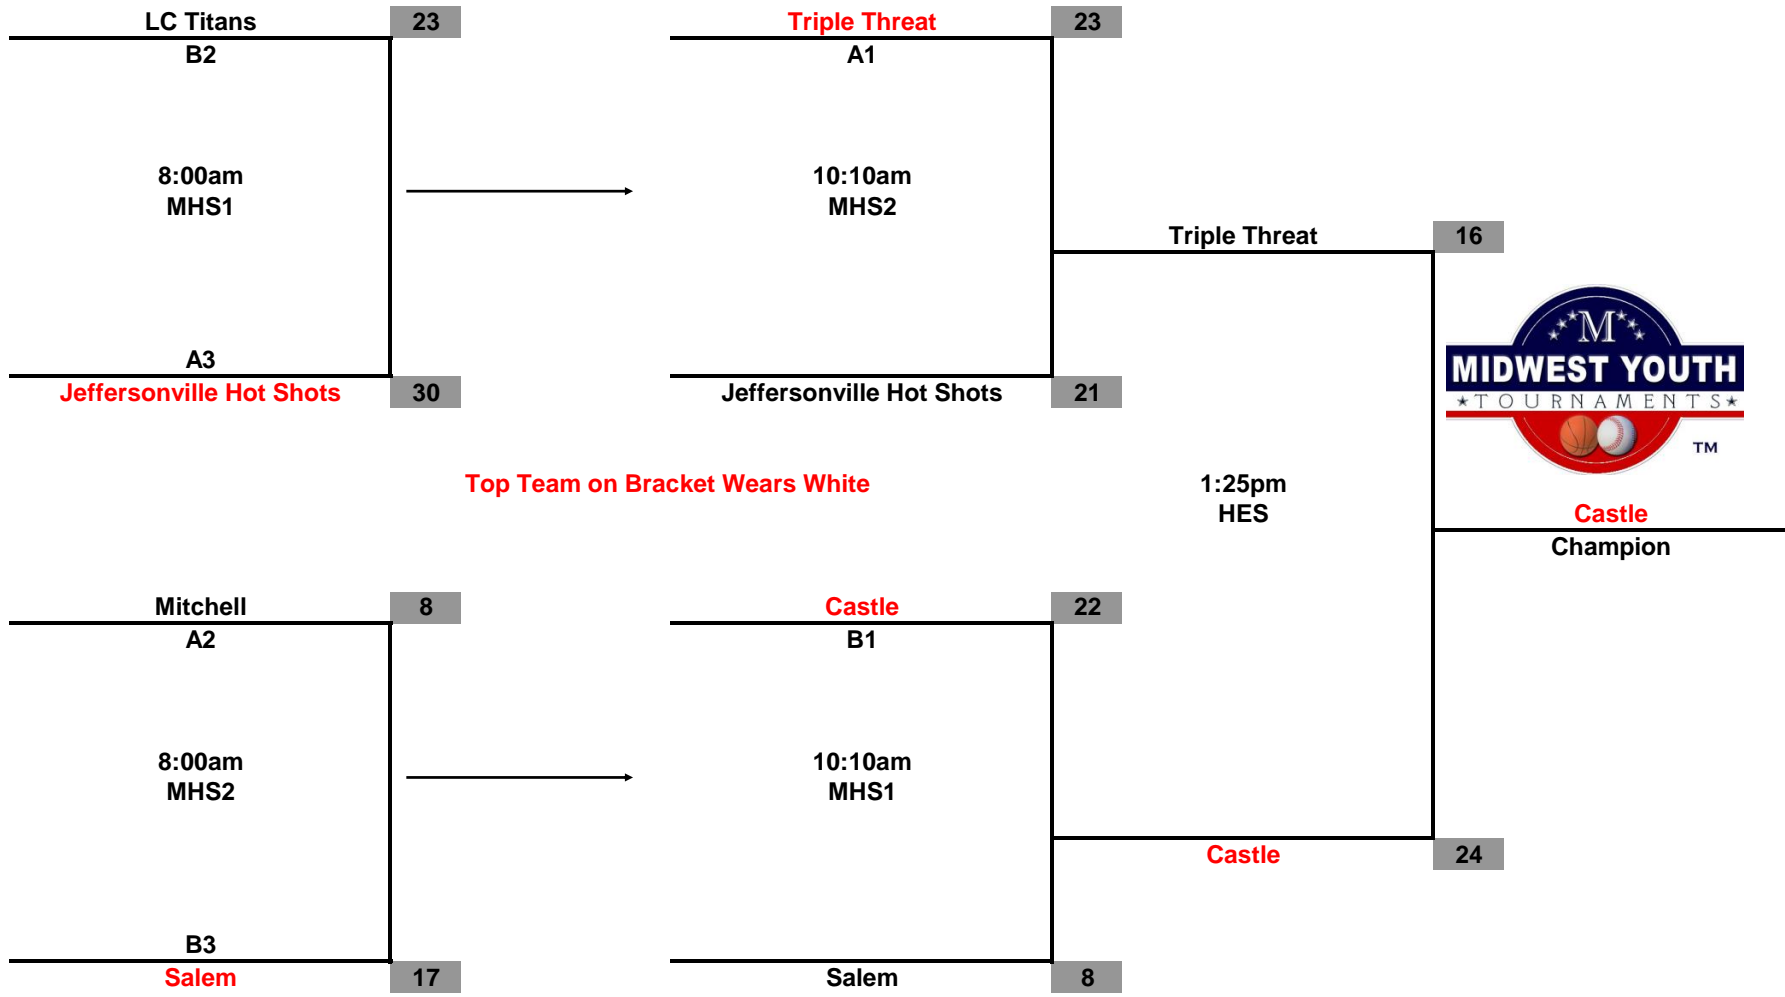 LC Titans 23 Triple Threat 23
B2 A1
8:00am 10:10am
MHS1 MHS2
Triple Threat 16
M
A3
MIDWEST YOUTH
Jeffersonville Hot Shots 30 Jeffersonville Hot Shots 21
TOURNAMENTS
TM
Top Team on Bracket Wears White 1:25pm
HES Castle
Champion
Mitchell 8 Castle 22
A2 B1
8:00am 10:10am
MHS2 MHS1
Castle 24
B3
Salem 17 Salem 8